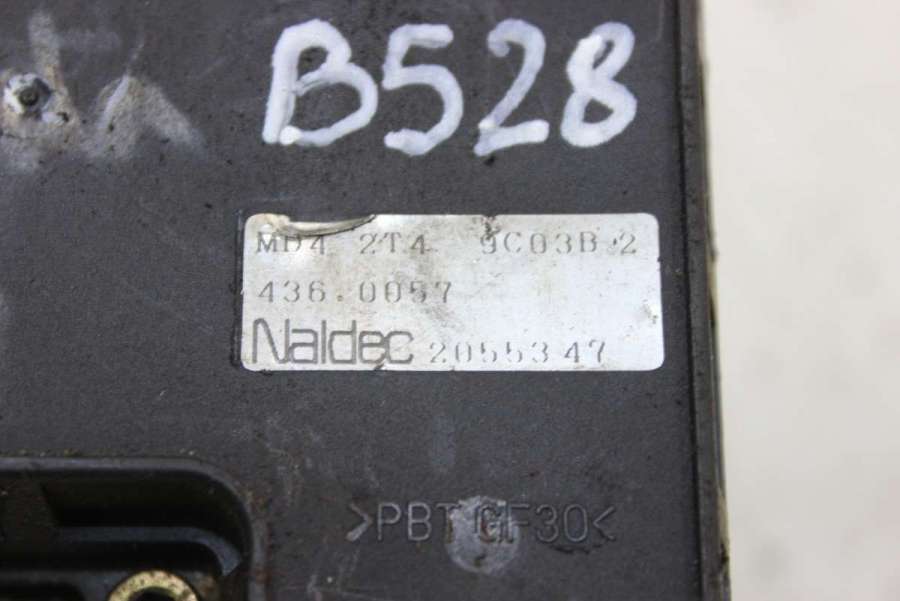 B528
MD4 2T4 9C03B 2
436.0057
Naldec 2055347
>PBT GF30<